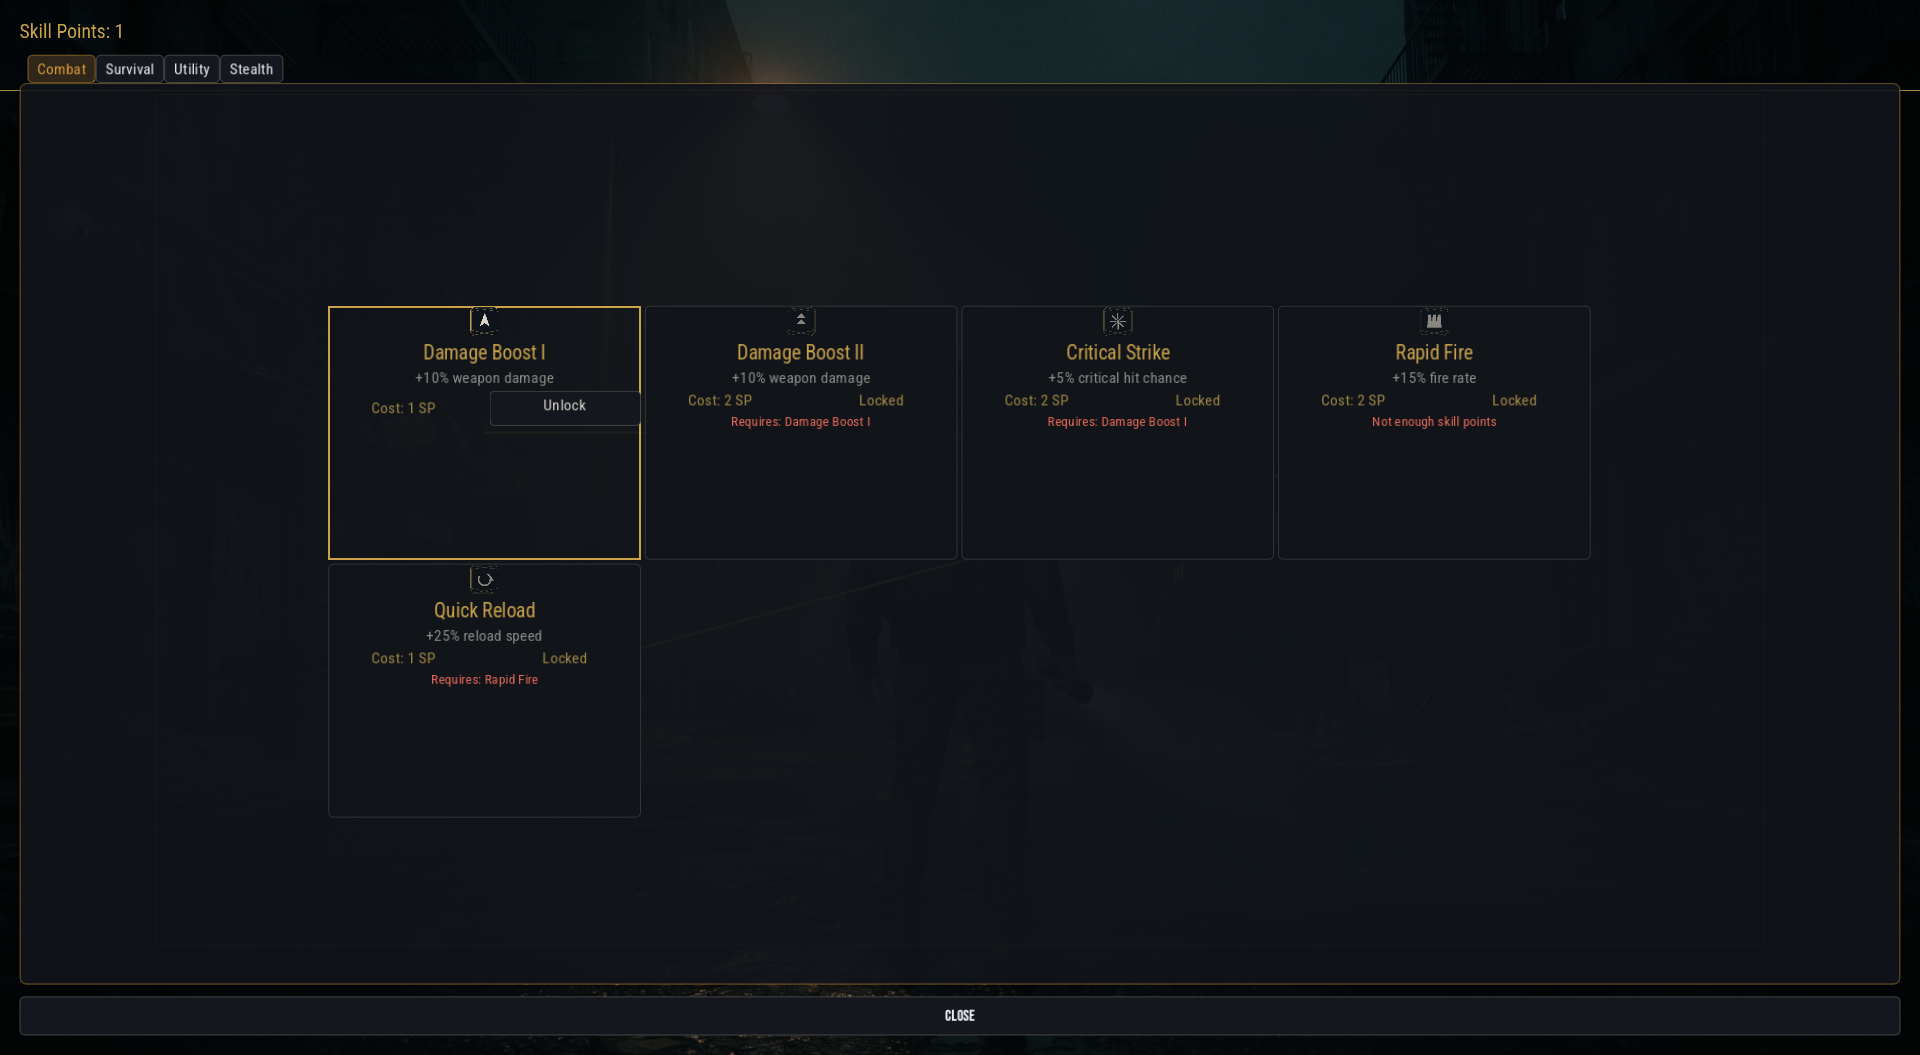 Skill Points: 1
Combat Survival Utility Stealth
Damage Boost I
+10% weapon damage
Cost: 1 SP Unlock
Damage Boost II
+10% weapon damage
Cost: 2 SP Locked
Requires: Damage Boost I
Critical Strike
+5% critical hit chance
Cost: 2 SP Locked
Requires: Damage Boost I
Rapid Fire
+15% fire rate
Cost: 2 SP Locked
Not enough skill points
Quick Reload
+25% reload speed
Cost: 1 SP Locked
Requires: Rapid Fire
CLOSE